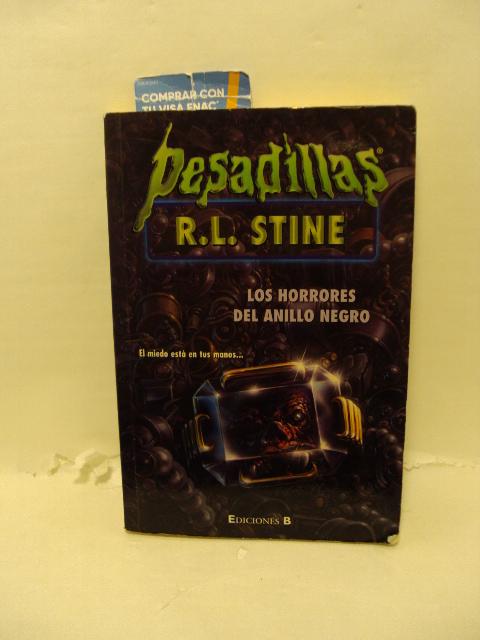 COMPRAR CON
TU VISA FNAC
Pesadillas®
R.L. STINE
LOS HORRORES
DEL ANILLO NEGRO
El miedo está en tus manos...
EDICIONES B